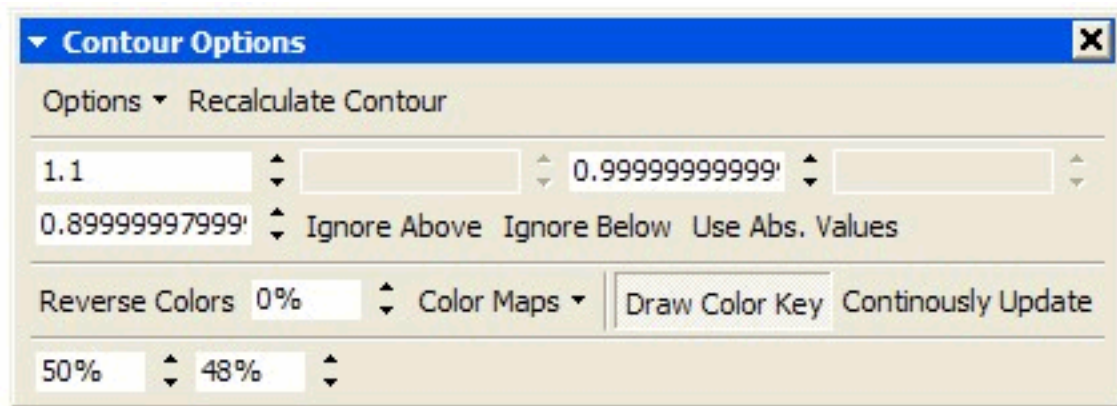 Contour Options
Options Recalculate Contour
1.1 0.99999999999
0.89999997999 Ignore Above Ignore Below Use Abs. Values
Reverse Colors 0% Color Maps Draw Color Key Continously Update
50% 48%